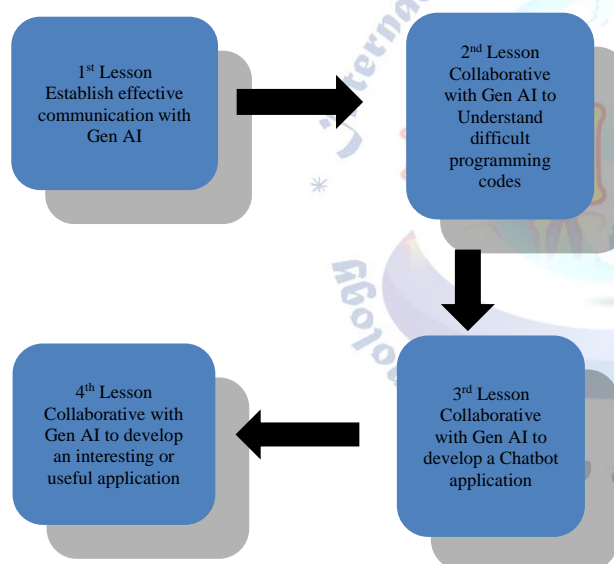 1st Lesson
Establish effective
communication with
Gen AI
2nd Lesson
Collaborative
with Gen AI to
Understand
difficult
programming
codes
3rd Lesson
Collaborative
with Gen AI to
develop a Chatbot
application
4th Lesson
Collaborative with
Gen AI to develop
an interesting or
useful application